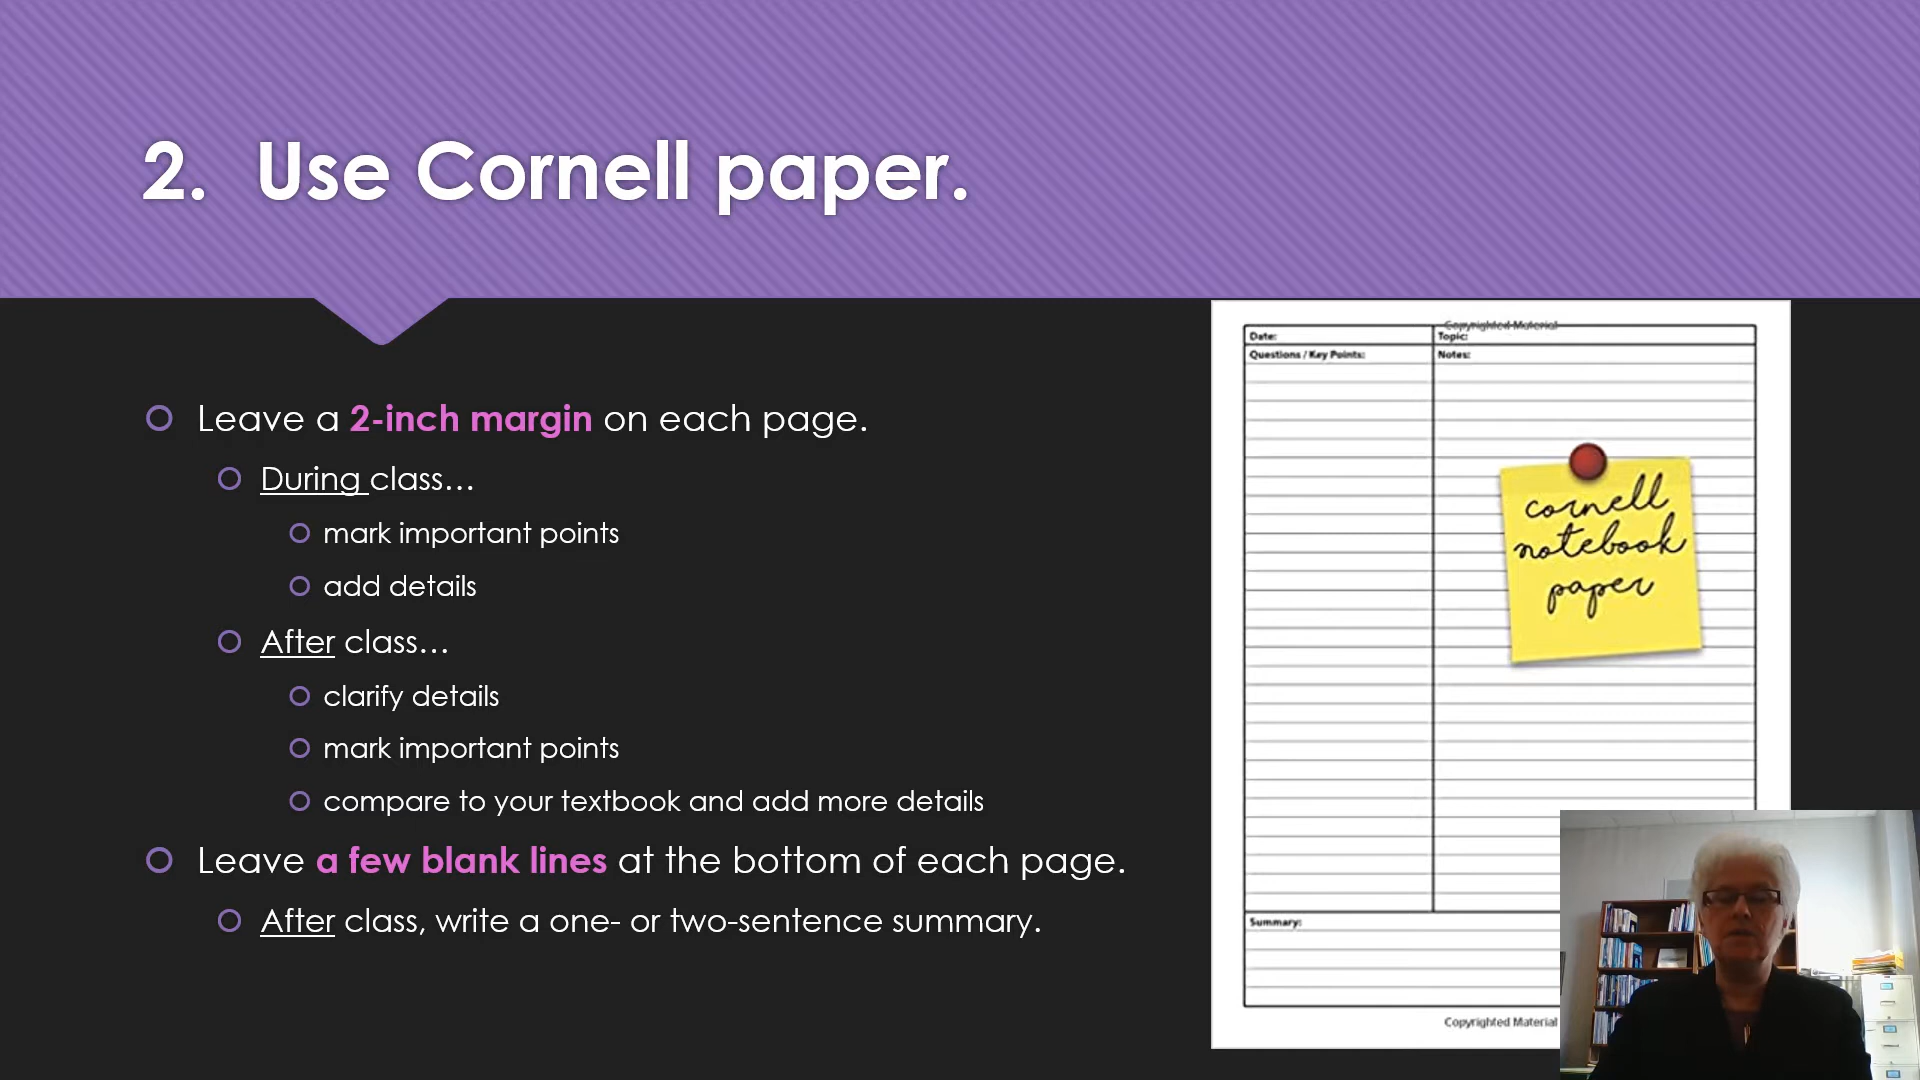 2. Use Cornell paper.
Leave a 2-inch margin on each page.
During class…
mark important points
add details
After class…
clarify details
mark important points
compare to your textbook and add more details
Leave a few blank lines at the bottom of each page.
After class, write a one- or two-sentence summary.
Copyrighted Material
Date:
Topic:
Questions / Key Points:
Notes:
cornell
notebook
paper
Summary:
Copyrighted Material